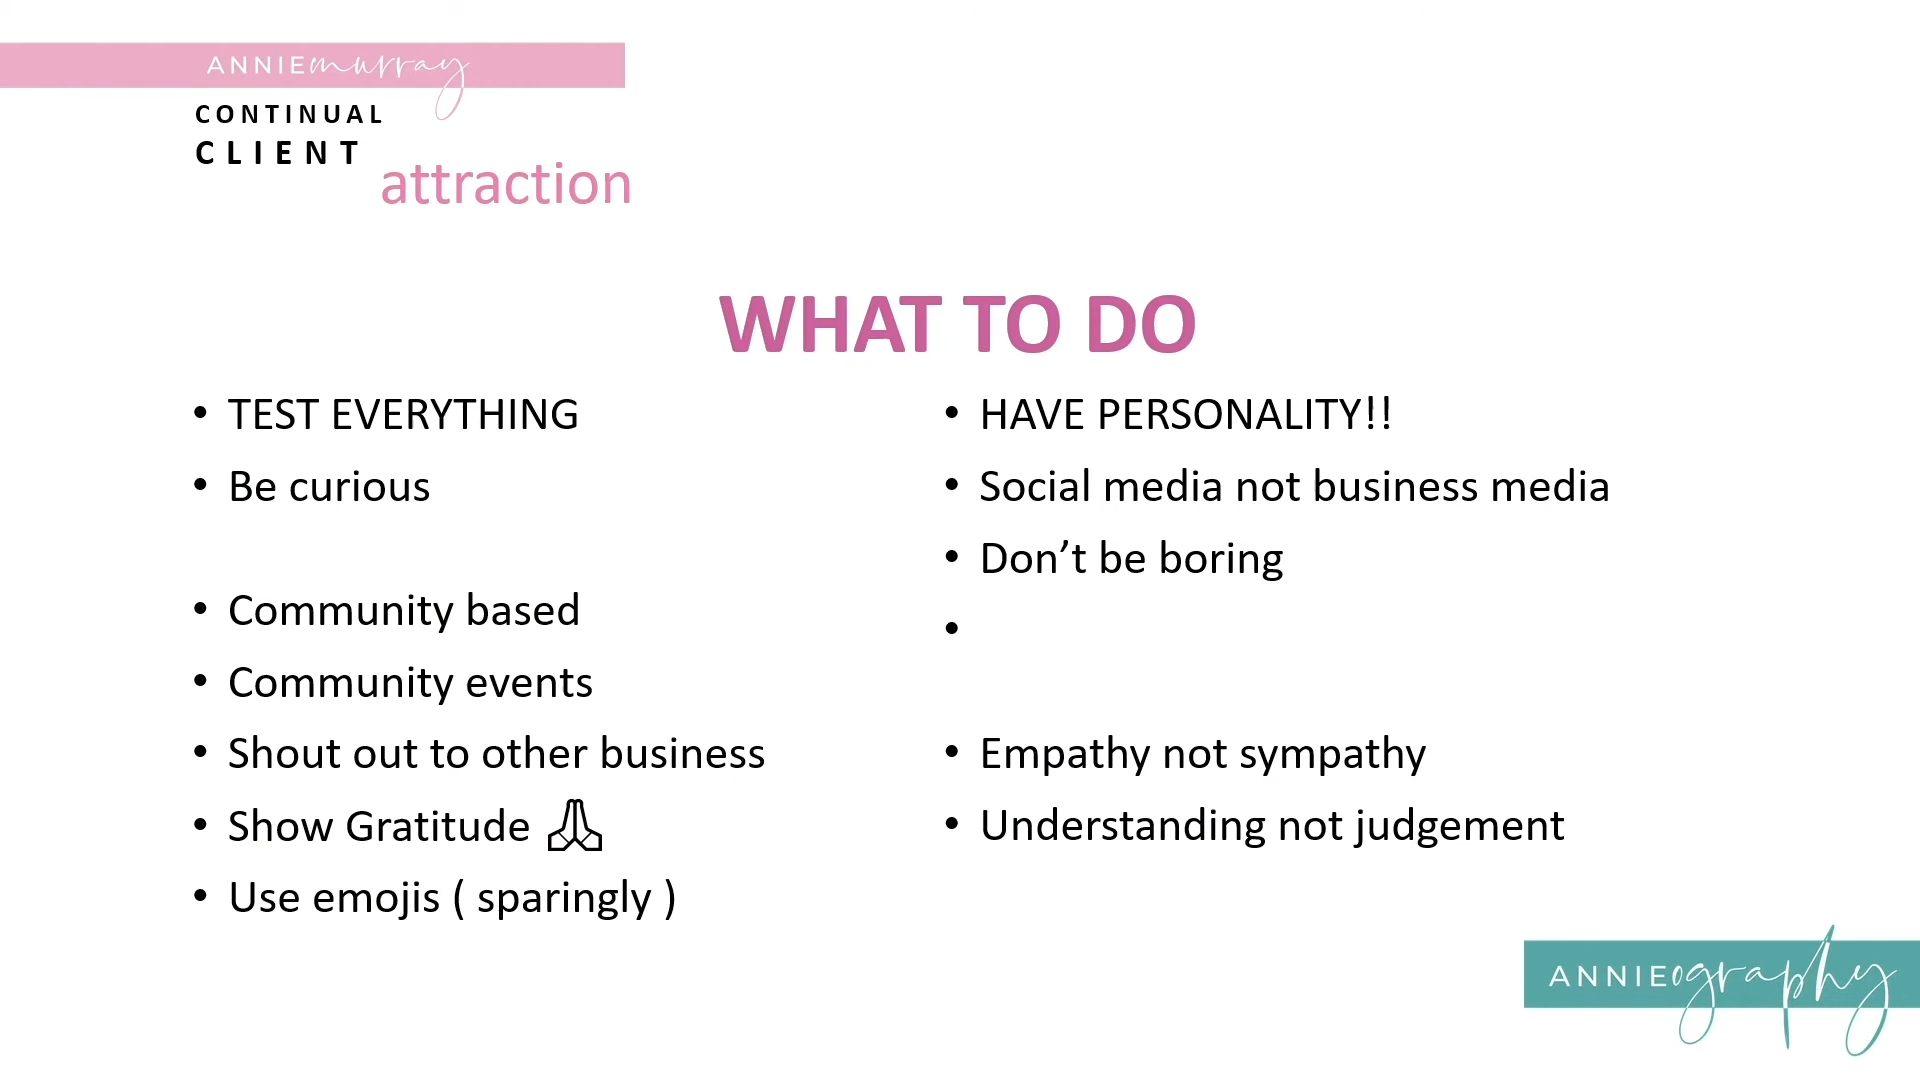 ANNIEmurray
CONTINUAL
CLIENT
attraction
WHAT TO DO
• TEST EVERYTHING
• Be curious
• Community based
• Community events
• Shout out to other business
• Show Gratitude 🙏
• Use emojis ( sparingly )
• HAVE PERSONALITY!!
• Social media not business media
• Don’t be boring
•
• Empathy not sympathy
• Understanding not judgement
ANNIEography